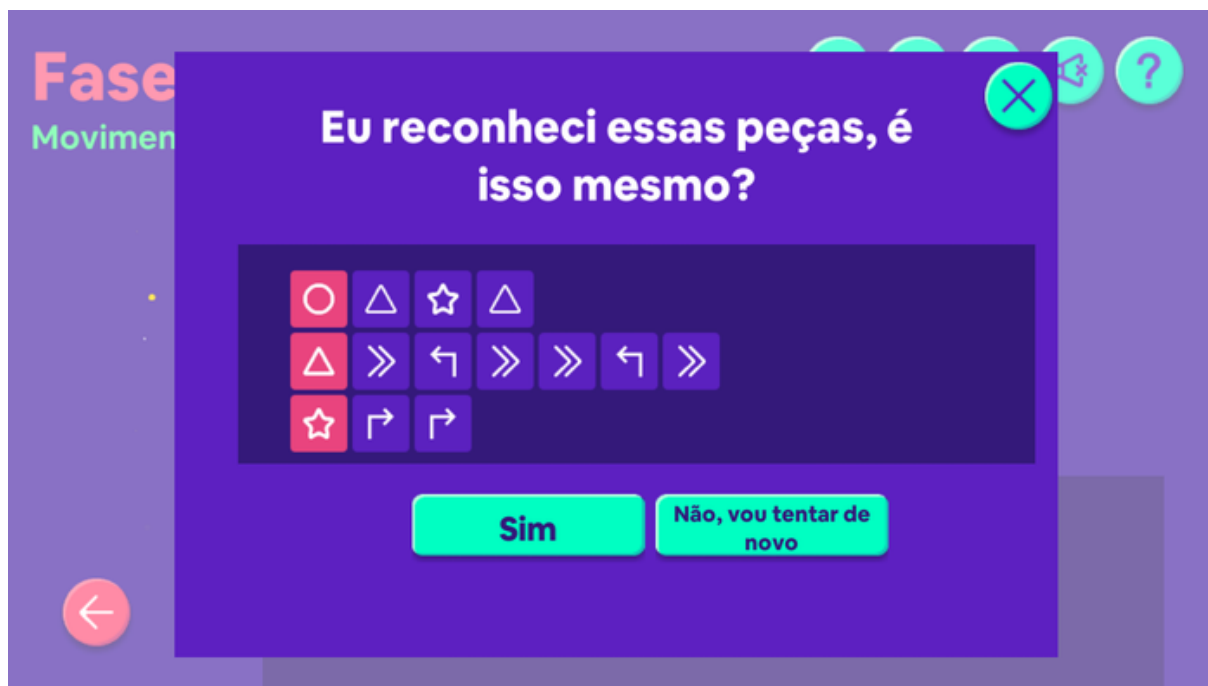 Fase
Movimen
?
Eu reconheci essas peças, é
isso mesmo?
Sim
Não, vou tentar de
novo